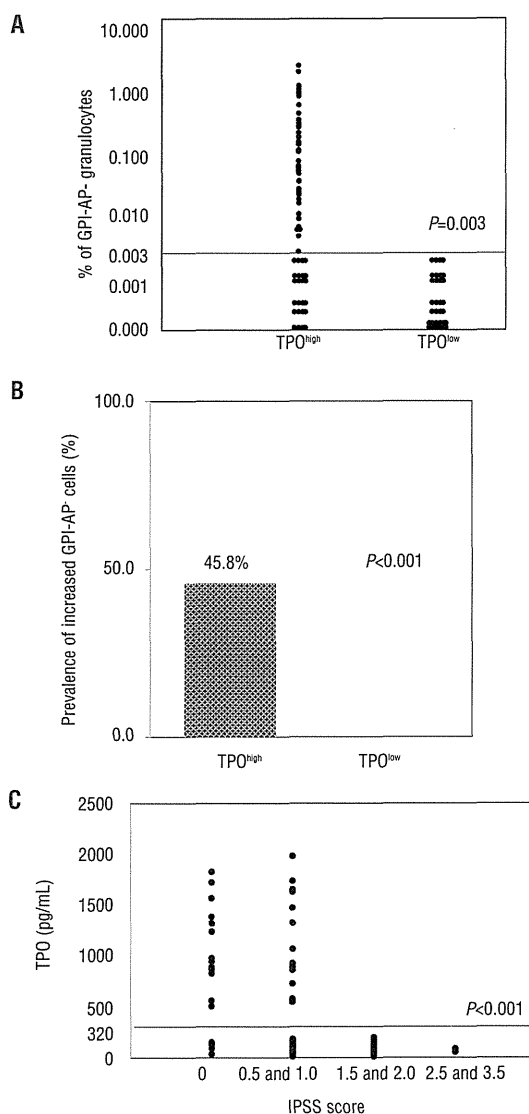 A
% of GPI-AP- granulocytes
10.000
1.000
0.100
0.010
0.003
0.001
0.000
P=0.003
TPOhigh TPOlow
B
Prevalence of increased GPI-AP- cells (%)
100.0
50.0
0.0
45.8%
P<0.001
TPOhigh TPOlow
C
TPO (pg/mL)
2500
2000
1500
1000
500
320
0
P<0.001
0 0.5 and 1.0 1.5 and 2.0 2.5 and 3.5
IPSS score